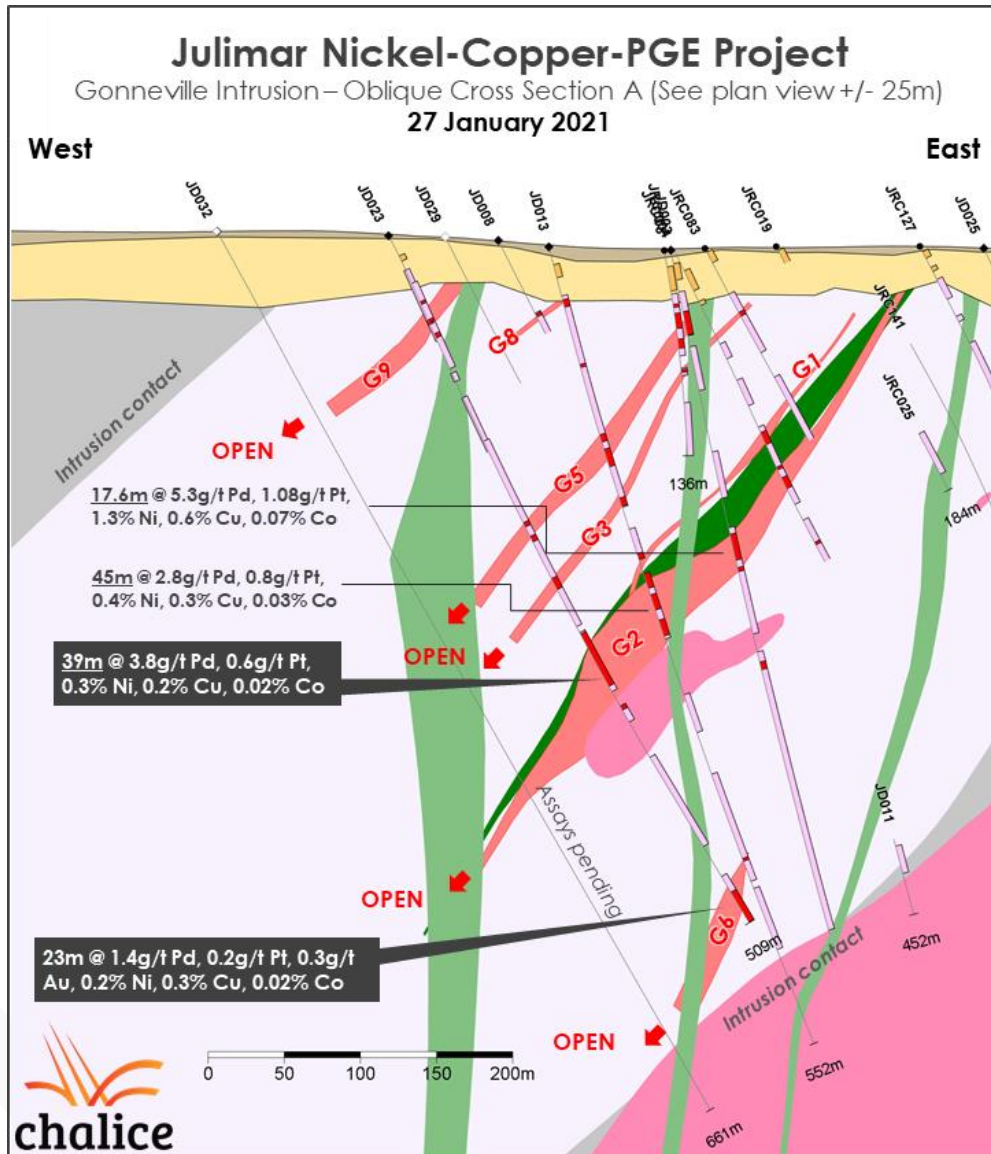 Julimar Nickel-Copper-PGE Project
Gonneville Intrusion – Oblique Cross Section A (See plan view +/- 25m)
27 January 2021
West
East
JD032
JD023
JD029
JD008
JD013
JRC083
JRC019
JRC127
JD025
JRC141
JRC025
Intrusion contact
G9
G8
G1
OPEN
G5
G3
136m
184m
17.6m @ 5.3g/t Pd, 1.08g/t Pt,
1.3% Ni, 0.6% Cu, 0.07% Co
45m @ 2.8g/t Pd, 0.8g/t Pt,
0.4% Ni, 0.3% Cu, 0.03% Co
OPEN
G2
39m @ 3.8g/t Pd, 0.6g/t Pt,
0.3% Ni, 0.2% Cu, 0.02% Co
Assays pending
JD011
OPEN
G6
509m
452m
23m @ 1.4g/t Pd, 0.2g/t Pt, 0.3g/t
Au, 0.2% Ni, 0.3% Cu, 0.02% Co
Intrusion contact
OPEN
552m
661m
0 50 100 150 200m
chalice